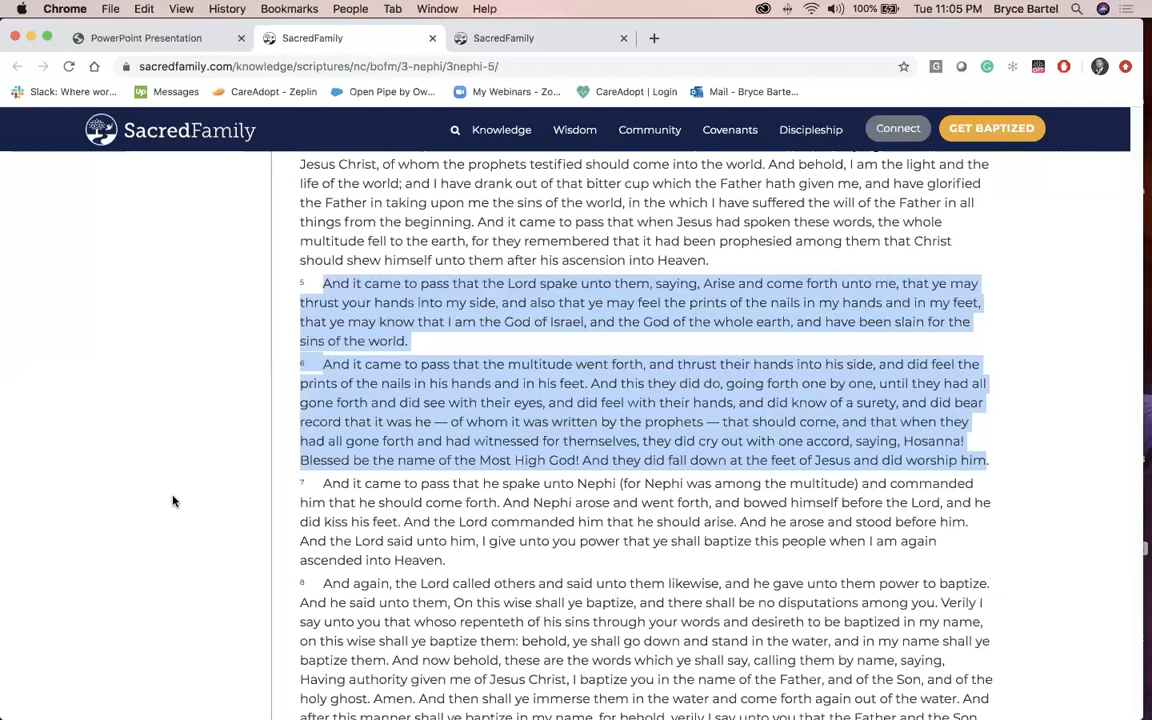 Chrome File Edit View History Bookmarks People Tab Window Help 100% Tue 11:05 PM Bryce Bartel
PowerPoint Presentation SacredFamily SacredFamily
sacredfamily.com/knowledge/scriptures/nc/bofm/3-nephi/3nephi-5/
Slack: Where wor... Up Messages CareAdopt - Zeplin Open Pipe by Ow... My Webinars - Zo... CareAdopt | Login Mail - Bryce Barte...
SacredFamily Knowledge Wisdom Community Covenants Discipleship Connect GET BAPTIZED
Jesus Christ, of whom the prophets testified should come into the world. And behold, I am the light and the
life of the world; and I have drank out of that bitter cup which the Father hath given me, and have glorified
the Father in taking upon me the sins of the world, in the which I have suffered the will of the Father in all
things from the beginning. And it came to pass that when Jesus had spoken these words, the whole
multitude fell to the earth, for they remembered that it had been prophesied among them that Christ
should shew himself unto them after his ascension into Heaven.
5 And it came to pass that the Lord spake unto them, saying, Arise and come forth unto me, that ye may
thrust your hands into my side, and also that ye may feel the prints of the nails in my hands and in my feet,
that ye may know that I am the God of Israel, and the God of the whole earth, and have been slain for the
sins of the world.
6 And it came to pass that the multitude went forth, and thrust their hands into his side, and did feel the
prints of the nails in his hands and in his feet. And this they did do, going forth one by one, until they had all
gone forth and did see with their eyes, and did feel with their hands, and did know of a surety, and did bear
record that it was he — of whom it was written by the prophets — that should come, and that when they
had all gone forth and had witnessed for themselves, they did cry out with one accord, saying, Hosanna!
Blessed be the name of the Most High God! And they did fall down at the feet of Jesus and did worship him.
7 And it came to pass that he spake unto Nephi (for Nephi was among the multitude) and commanded
him that he should come forth. And Nephi arose and went forth, and bowed himself before the Lord, and he
did kiss his feet. And the Lord commanded him that he should arise. And he arose and stood before him.
And the Lord said unto him, I give unto you power that ye shall baptize this people when I am again
ascended into Heaven.
8 And again, the Lord called others and said unto them likewise, and he gave unto them power to baptize.
And he said unto them, On this wise shall ye baptize, and there shall be no disputations among you. Verily I
say unto you that whoso repenteth of his sins through your words and desireth to be baptized in my name,
on this wise shall ye baptize them: behold, ye shall go down and stand in the water, and in my name shall ye
baptize them. And now behold, these are the words which ye shall say, calling them by name, saying,
Having authority given me of Jesus Christ, I baptize you in the name of the Father, and of the Son, and of the
holy ghost. Amen. And then shall ye immerse them in the water and come forth again out of the water. And
after this manner shall ye baptize in my name, for behold, verily I say unto you that the Father and the Son,